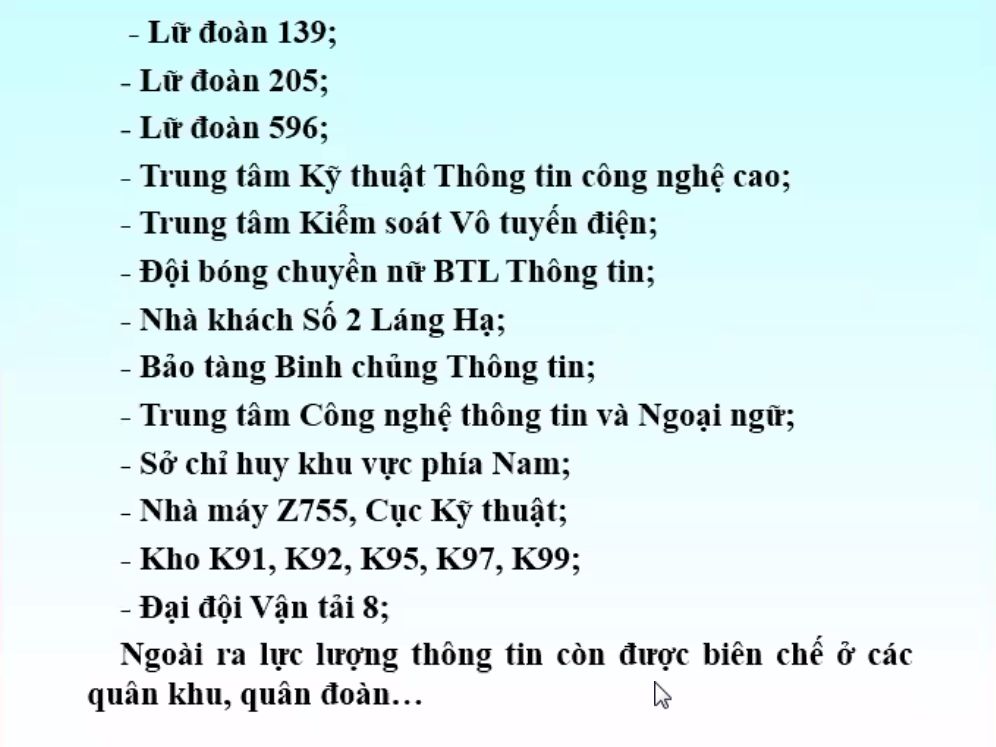 - Lữ đoàn 139;
- Lữ đoàn 205;
- Lữ đoàn 596;
- Trung tâm Kỹ thuật Thông tin công nghệ cao;
- Trung tâm Kiểm soát Vô tuyến điện;
- Đội bóng chuyền nữ BTL Thông tin;
- Nhà khách Số 2 Láng Hạ;
- Bảo tàng Binh chủng Thông tin;
- Trung tâm Công nghệ thông tin và Ngoại ngữ;
- Sở chỉ huy khu vực phía Nam;
- Nhà máy Z755, Cục Kỹ thuật;
- Kho K91, K92, K95, K97, K99;
- Đại đội Vận tải 8;
Ngoài ra lực lượng thông tin còn được biên chế ở các
quân khu, quân đoàn…